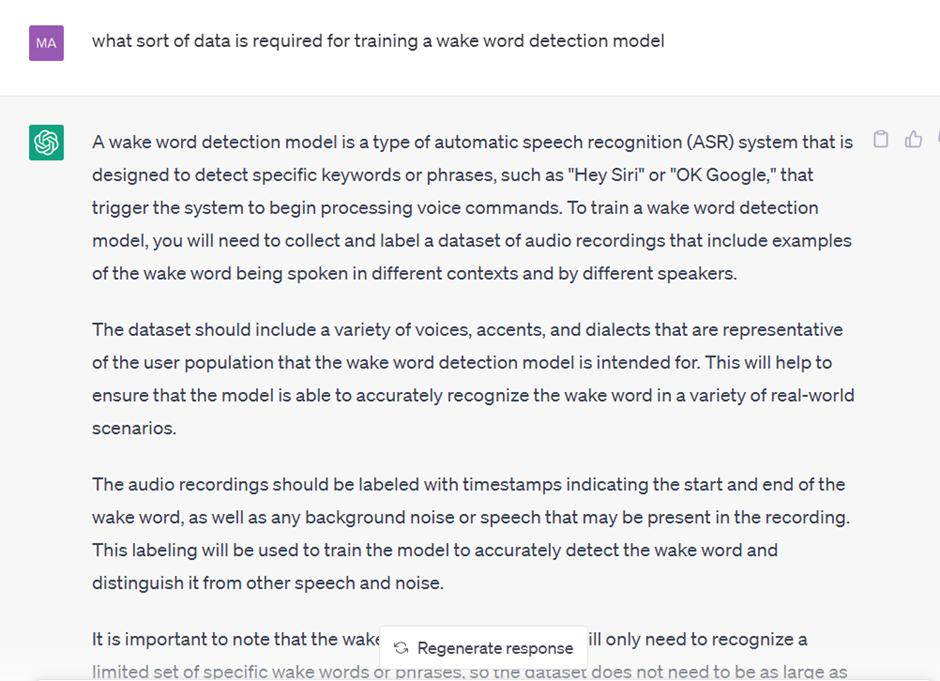 MA
what sort of data is required for training a wake word detection model
A wake word detection model is a type of automatic speech recognition (ASR) system that is
designed to detect specific keywords or phrases, such as "Hey Siri" or "OK Google," that
trigger the system to begin processing voice commands. To train a wake word detection
model, you will need to collect and label a dataset of audio recordings that include examples
of the wake word being spoken in different contexts and by different speakers.
The dataset should include a variety of voices, accents, and dialects that are representative
of the user population that the wake word detection model is intended for. This will help to
ensure that the model is able to accurately recognize the wake word in a variety of real-world
scenarios.
The audio recordings should be labeled with timestamps indicating the start and end of the
wake word, as well as any background noise or speech that may be present in the recording.
This labeling will be used to train the model to accurately detect the wake word and
distinguish it from other speech and noise.
It is important to note that the wake ill only need to recognize a
Regenerate response
limited set of specific wake words or phrases, so the dataset does not need to be as large as